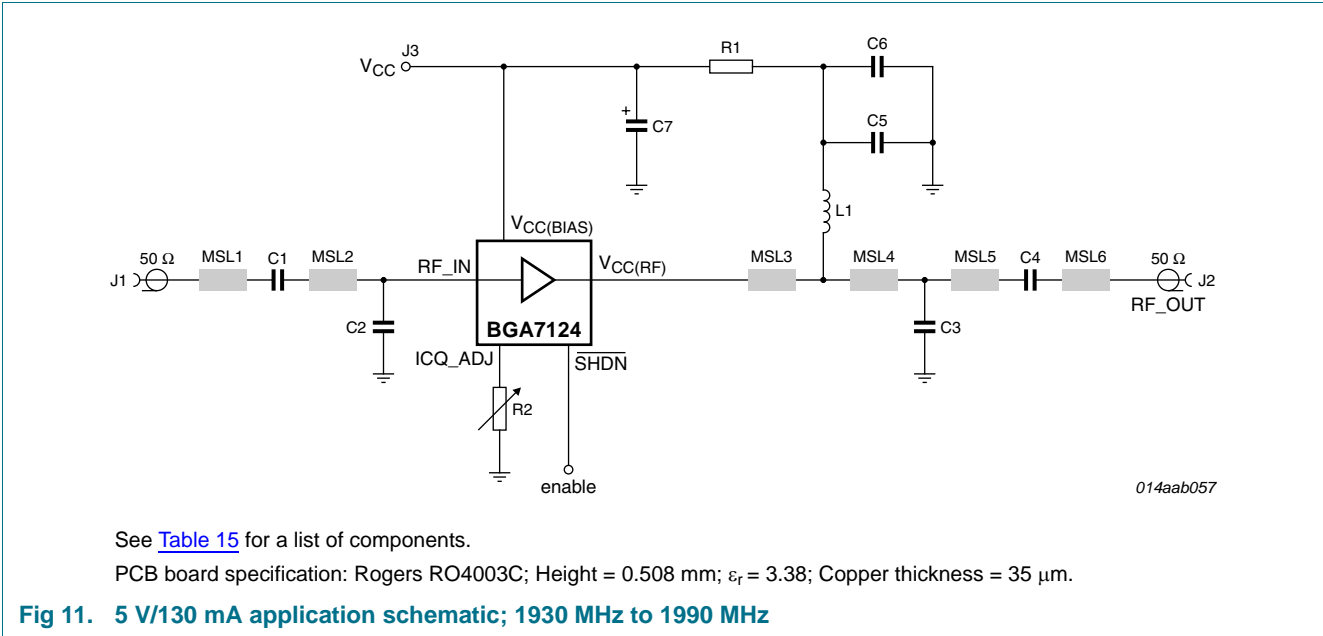 J3
VCC
R1
C6
+
C7
C5
L1
VCC(BIAS)
50 Ω
MSL1
C1
MSL2
RF_IN
VCC(RF)
MSL3
MSL4
MSL5
C4
MSL6
50 Ω
J1
J2
RF_OUT
C2
BGA7124
C3
ICQ_ADJ
SHDN
R2
enable
014aab057
See Table 15 for a list of components.
PCB board specification: Rogers RO4003C; Height = 0.508 mm; εr = 3.38; Copper thickness = 35 μm.
Fig 11. 5 V/130 mA application schematic; 1930 MHz to 1990 MHz